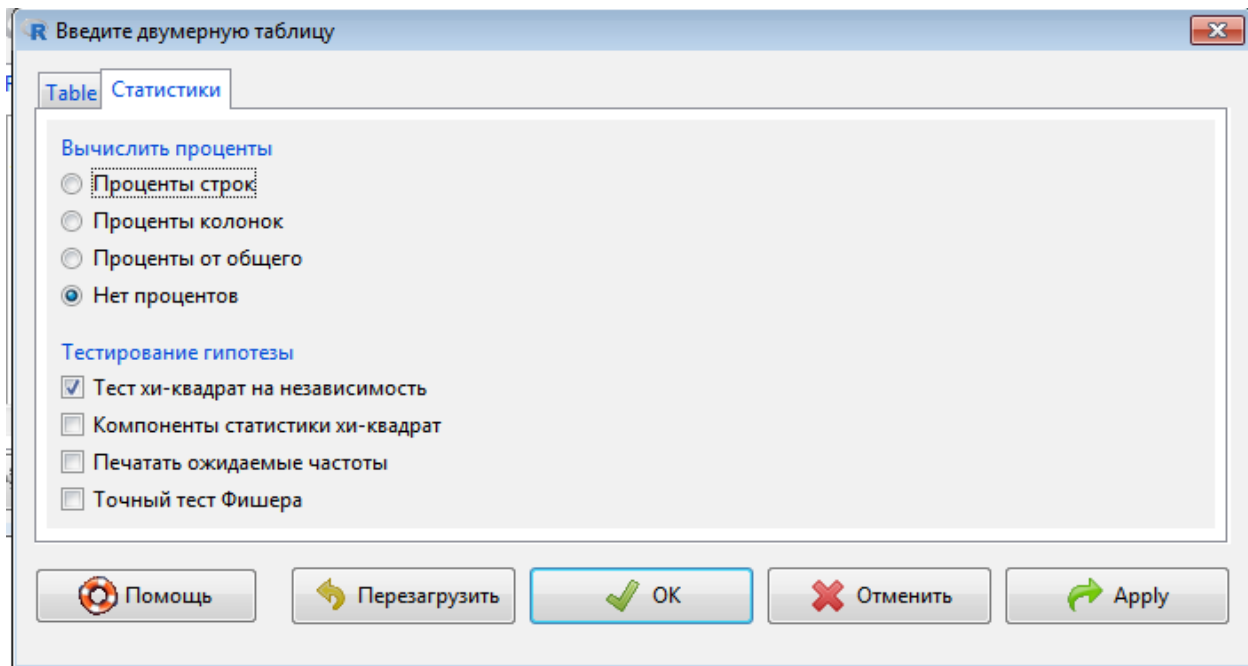 Введите двумерную таблицу
Table Статистики
Вычислить проценты
Проценты строк
Проценты колонок
Проценты от общего
Нет процентов
Тестирование гипотезы
Тест хи-квадрат на независимость
Компоненты статистики хи-квадрат
Печатать ожидаемые частоты
Точный тест Фишера
Помощь Перезагрузить OK Отменить Apply